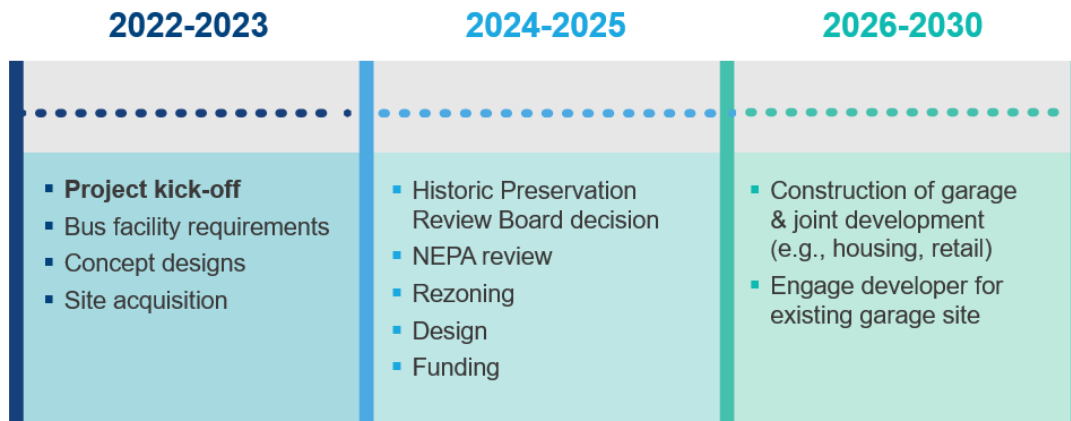 2022-2023
2024-2025
2026-2030
▪ Project kick-off
▪ Bus facility requirements
▪ Concept designs
▪ Site acquisition
▪ Historic Preservation
Review Board decision
▪ NEPA review
▪ Rezoning
▪ Design
▪ Funding
▪ Construction of garage
& joint development
(e.g., housing, retail)
▪ Engage developer for
existing garage site